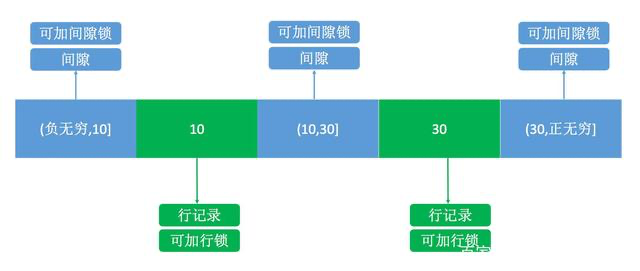 可加间隙锁
间隙
可加间隙锁
间隙
可加间隙锁
间隙
(负无穷,10]
10
(10,30]
30
(30,正无穷]
行记录
可加行锁
行记录
可加行锁